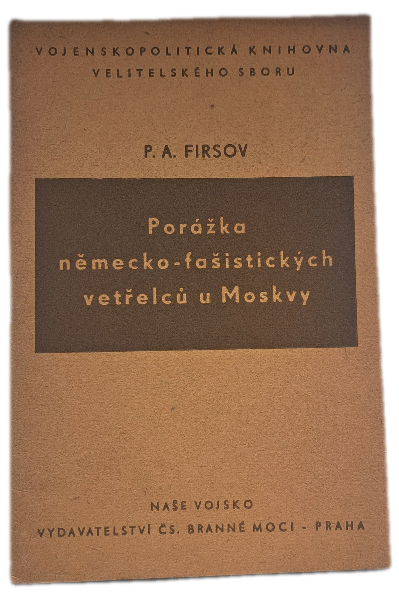 VOJENSKOPOLITICKÁ KNIHOVNA
VELITELSKÉHO SBORU
P. A. FIRSOV
Porážka
německo-fašistických
vetřelců u Moskvy
NAŠE VOJSKO
VYDAVATELSTVÍ ČS. BRANNÉ MOCI - PRAHA